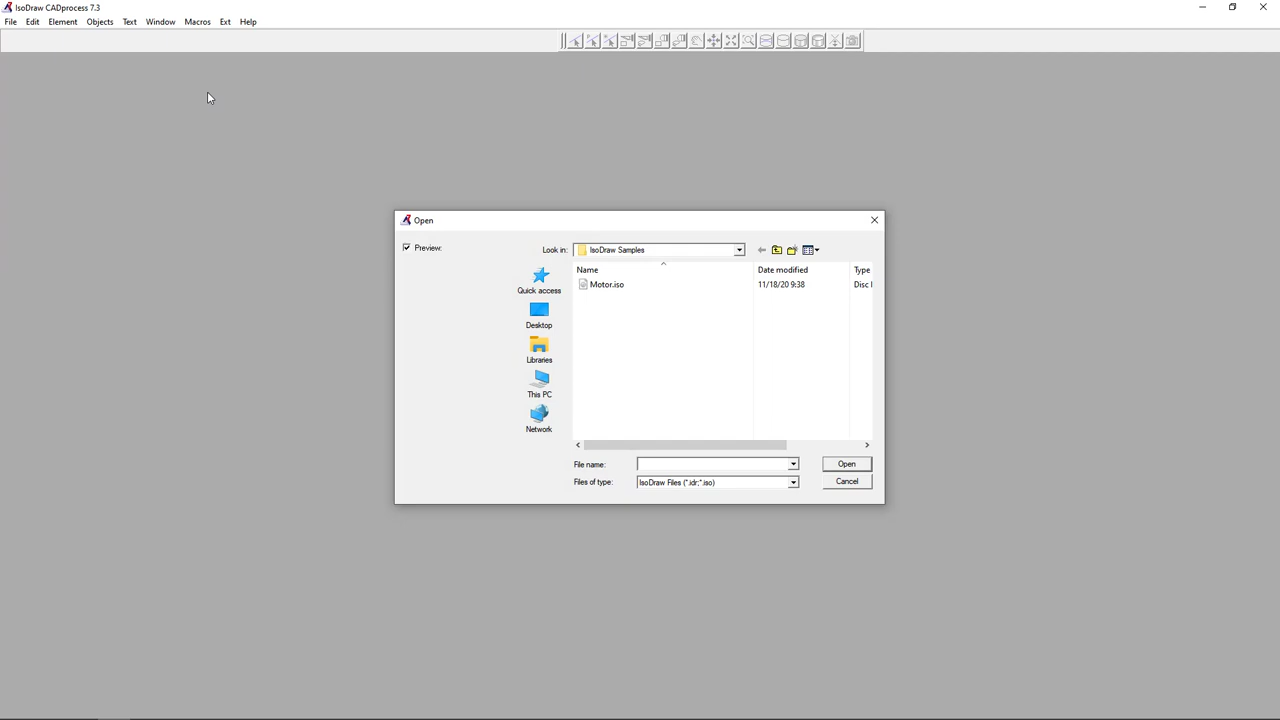 IsoDraw CADprocess 7.3
File Edit Element Objects Text Window Macros Ext Help
Open
Preview:
Look in: IsoDraw Samples
Name Date modified Type
Motor.iso 11/18/20 9:38 Disc I
Quick access
Desktop
Libraries
This PC
Network
File name: Open
Files of type: IsoDraw Files (*.idr;*.iso) Cancel